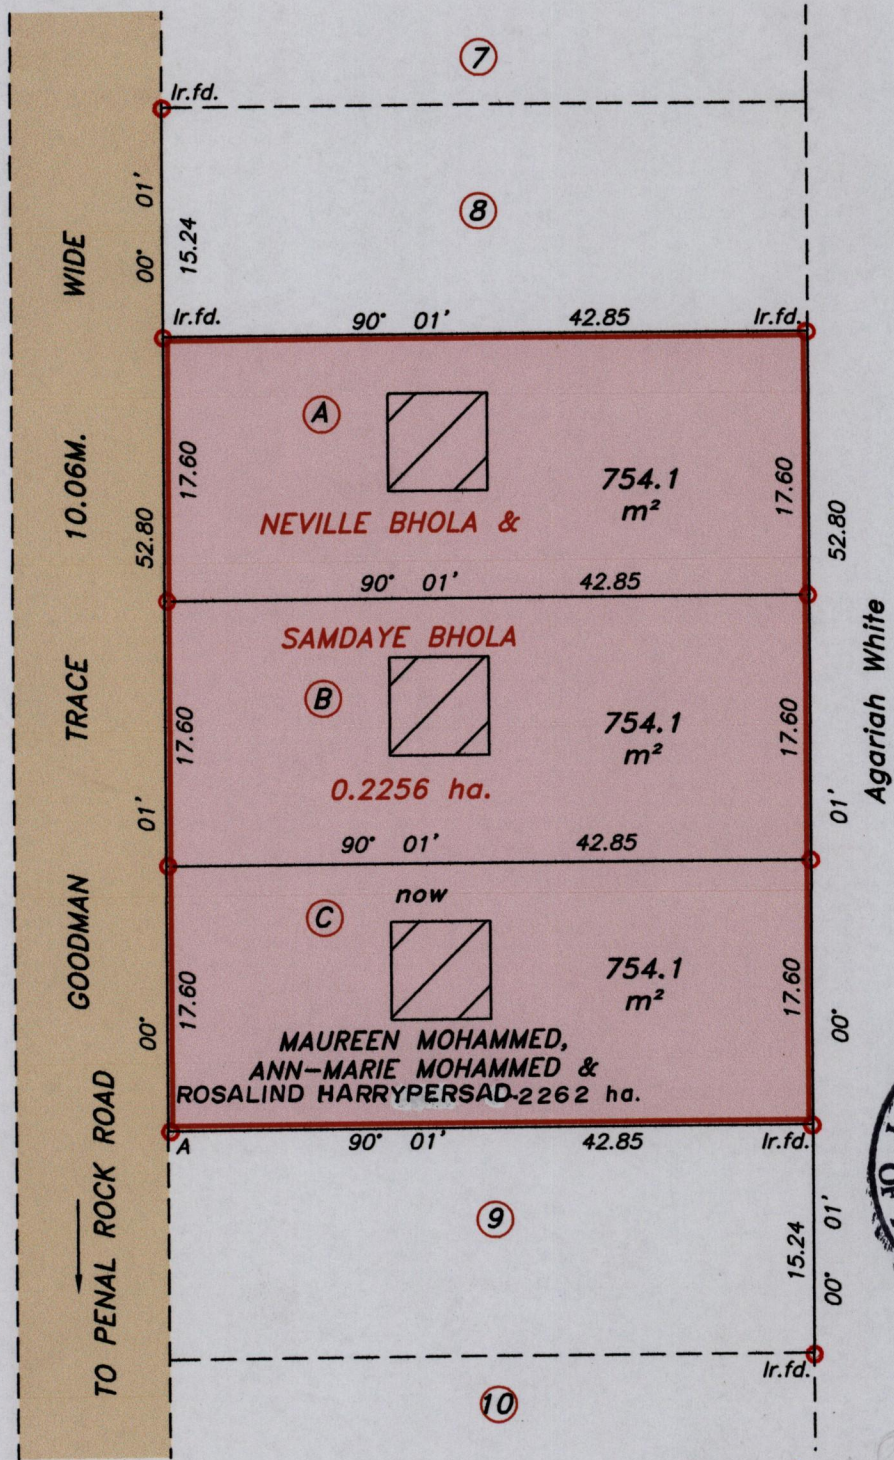 7
Ir.fd.
00° 01'
15.24
8
Ir.fd.
90° 01' 42.85
Ir.fd.
A
17.60
754.1
m²
17.60
NEVILLE BHOLA &
52.80
52.80
90° 01' 42.85
SAMDAYE BHOLA
B
17.60
754.1
m²
17.60
0.2256 ha.
00° 01'
00° 01'
90° 01' 42.85
now
C
17.60
754.1
m²
17.60
MAUREEN MOHAMMED,
ANN-MARIE MOHAMMED &
ROSALIND HARRYPERSAD .2262 ha.
A
90° 01' 42.85
Ir.fd.
9
15.24
00° 01'
Ir.fd.
10
GOODMAN TRACE 10.06M. WIDE
TO PENAL ROCK ROAD
Agariah White
OF